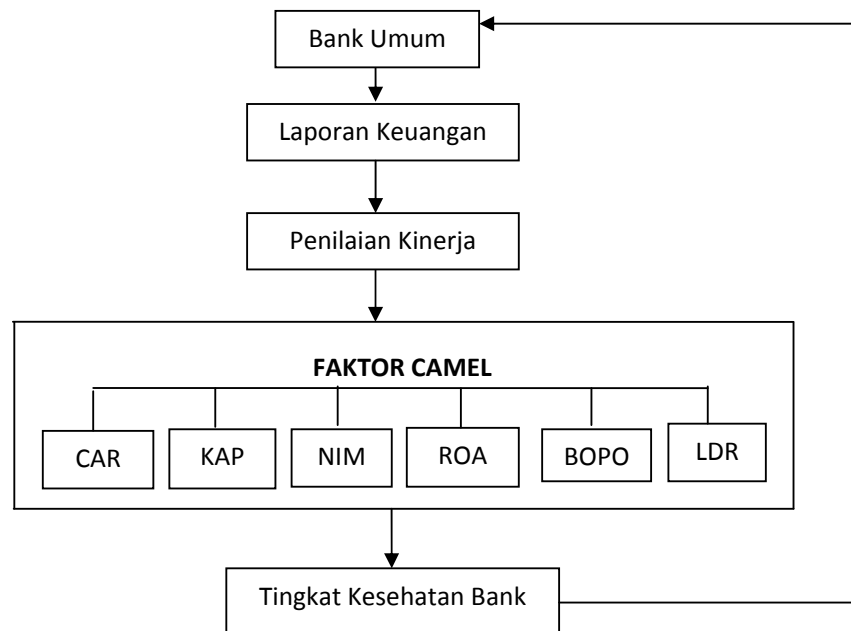 Bank Umum
Laporan Keuangan
Penilaian Kinerja
FAKTOR CAMEL
CAR
KAP
NIM
ROA
BOPO
LDR
Tingkat Kesehatan Bank